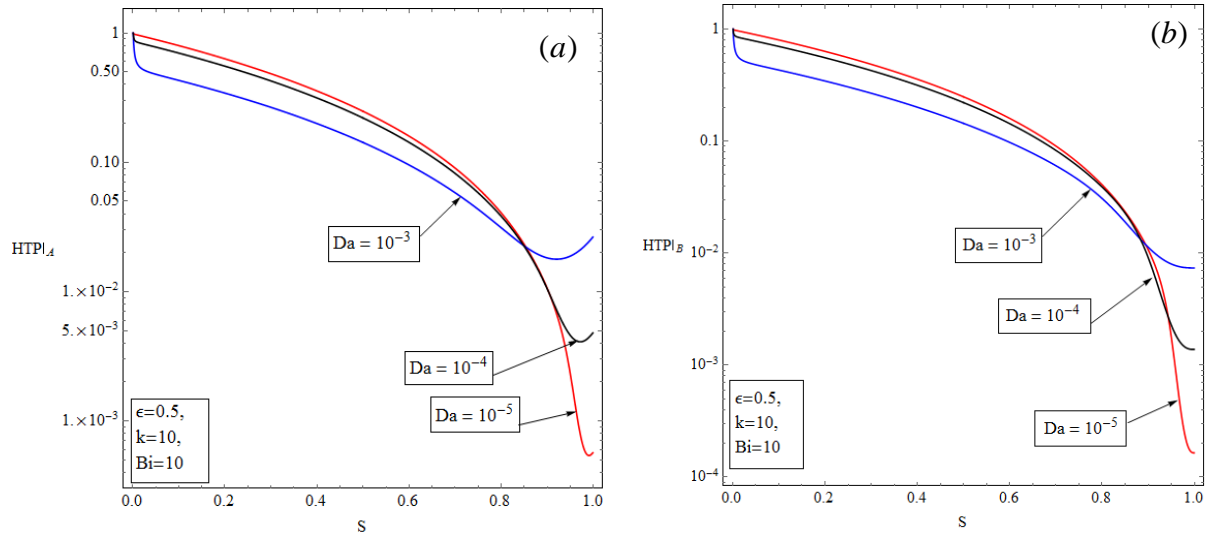 (a)
1
0.50
0.10
0.05
1.×10⁻²
5.×10⁻³
1.×10⁻³
HTP|A
Da = 10⁻³
Da = 10⁻⁴
Da = 10⁻⁵
ϵ=0.5,
k=10,
Bi=10
0.0 0.2 0.4 0.6 0.8 1.0
S
(b)
1
0.1
10⁻²
10⁻³
10⁻⁴
HTP|B
Da = 10⁻³
Da = 10⁻⁴
Da = 10⁻⁵
ϵ=0.5,
k=10,
Bi=10
0.0 0.2 0.4 0.6 0.8 1.0
S